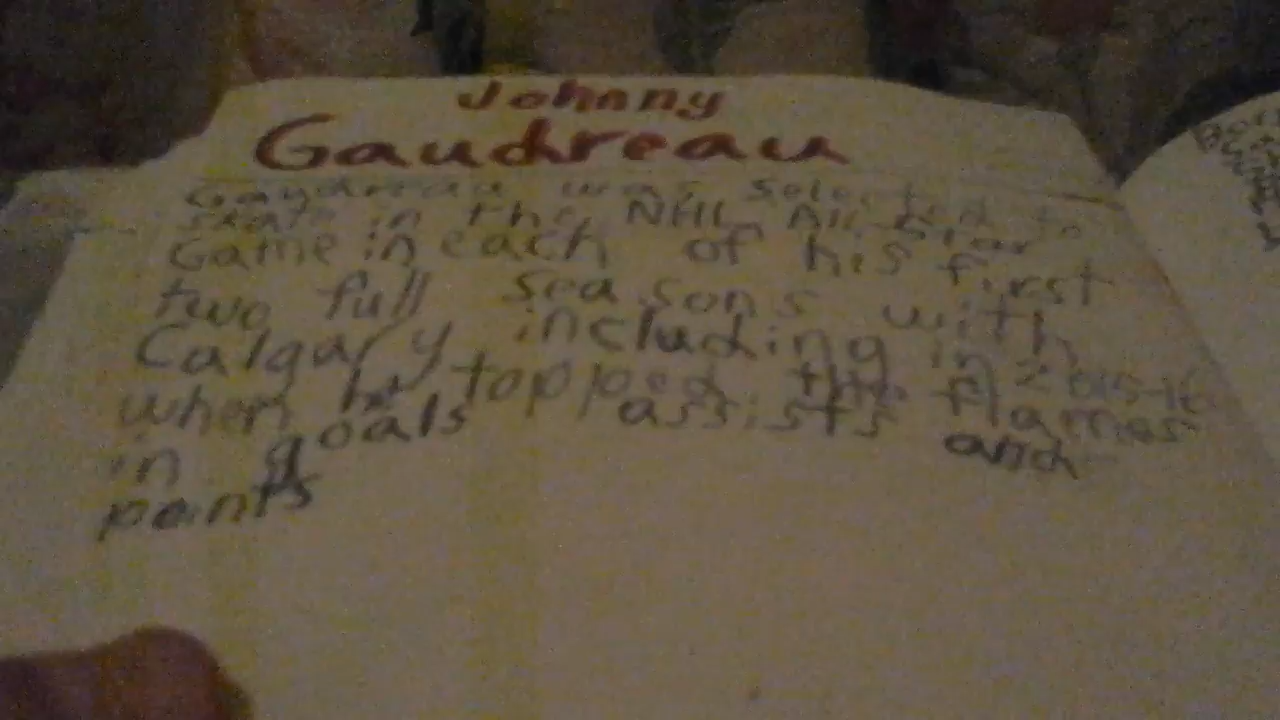 Johnny
Gaudreau
Gaudreau was selected to
skate in the NHL All-Star
Game in each of his first
two full seasons with
Calgary including in 2015-16
when he topped the flames
in goals assists and
points